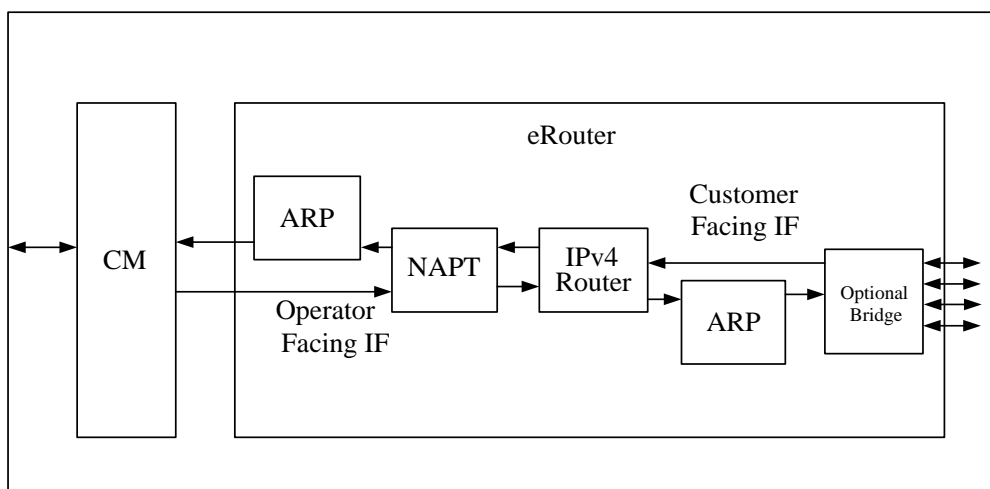 eRouter
Customer
Facing IF
ARP
CM
NAPT
IPv4
Router
Operator
Facing IF
ARP
Optional
Bridge